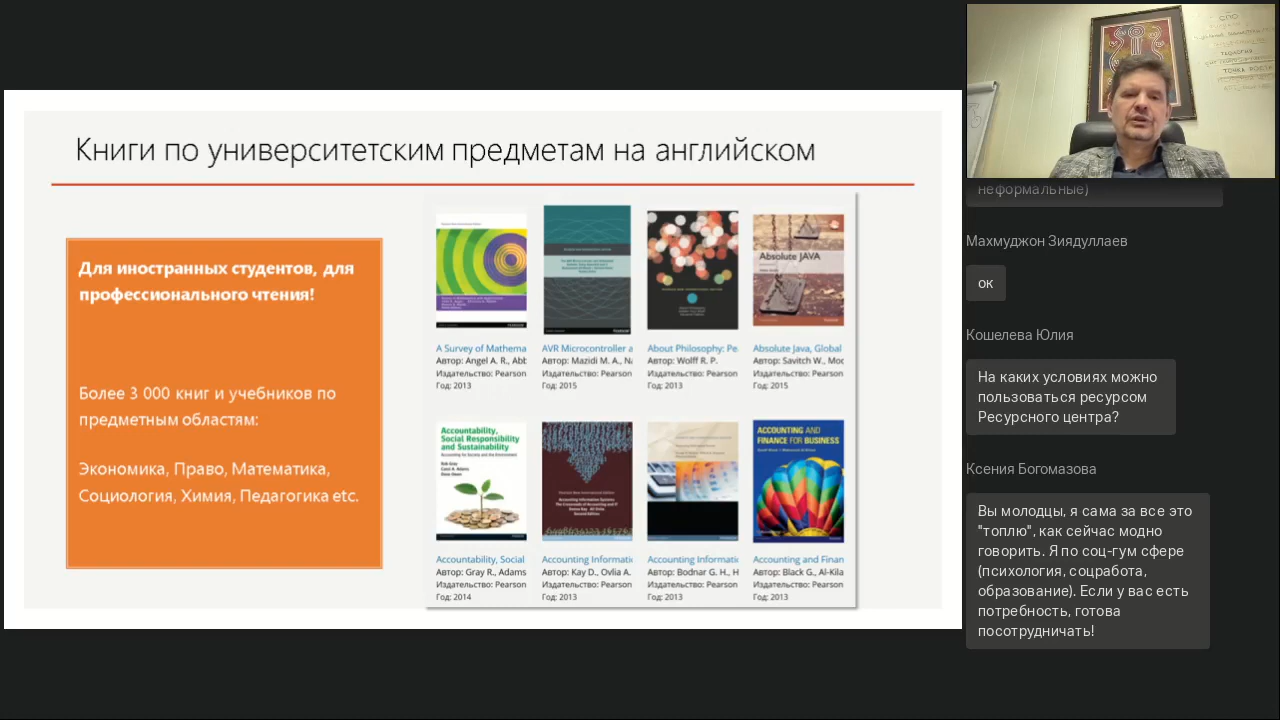 Книги по университетским предметам на английском
Для иностранных студентов, для
профессионального чтения!
Более 3 000 книг и учебников по
предметным областям:
Экономика, Право, Математика,
Социология, Химия, Педагогика etc.
A Survey of Mathema
Автор: Angel A. R., Abb
Издательство: Pearson
Год: 2013
AVR Microcontroller a
Автор: Mazidi M. A., Na
Издательство: Pearson
Год: 2015
About Philosophy: Pe
Автор: Wolff R. P.
Издательство: Pearson
Год: 2013
Absolute JAVA
Absolute Java, Global
Автор: Savitch W., Moc
Издательство: Pearson
Год: 2015
Accountability,
Social Responsibility
and Sustainability
Accountability, Social
Автор: Gray R., Adams
Издательство: Pearson
Год: 2014
Accounting Informatic
Автор: Kay D., Ovlia A.
Издательство: Pearson
Год: 2013
Accounting Informatic
Автор: Bodnar G. H., H
Издательство: Pearson
Год: 2013
ACCOUNTING AND
FINANCE FOR BUSINESS
Accounting and Finan
Автор: Black G., Al-Kila
Издательство: Pearson
Год: 2013
СПО
ТЕОЛОГИЯ
ТОЧКА РОСТА
неформальные)
Махмуджон Зиядуллаев
ок
Кошелева Юлия
На каких условиях можно
пользоваться ресурсом
Ресурсного центра?
Ксения Богомазова
Вы молодцы, я сама за все это
"топлю", как сейчас модно
говорить. Я по соц-гум сфере
(психология, соцработа,
образование). Если у вас есть
потребность, готова
посотрудничать!